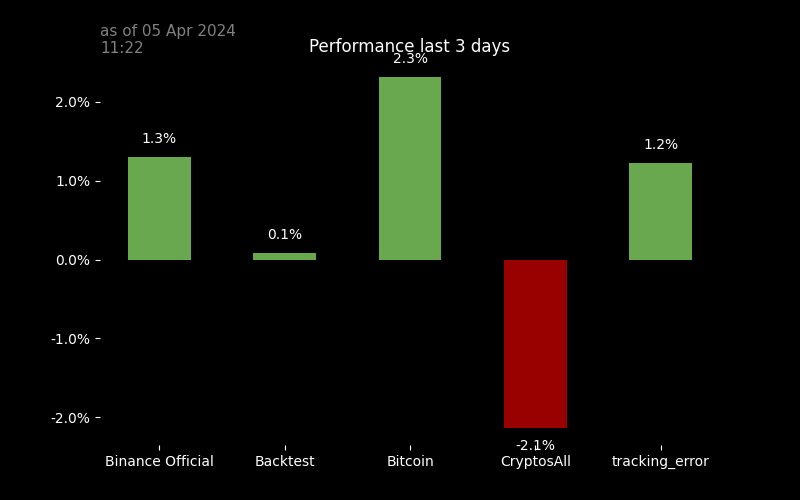 as of 05 Apr 2024
11:22
Performance last 3 days
2.3%
2.0%
1.3%
1.2%
1.0%
0.1%
0.0%
-1.0%
-2.0%
-2.1%
Binance Official
Backtest
Bitcoin
CryptosAll
tracking_error